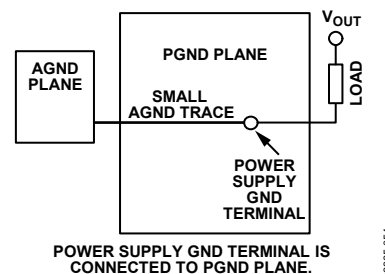 VOUT
AGND
PLANE
PGND PLANE
LOAD
SMALL
AGND TRACE
POWER
SUPPLY
GND
TERMINAL
POWER SUPPLY GND TERMINAL IS
CONNECTED TO PGND PLANE.